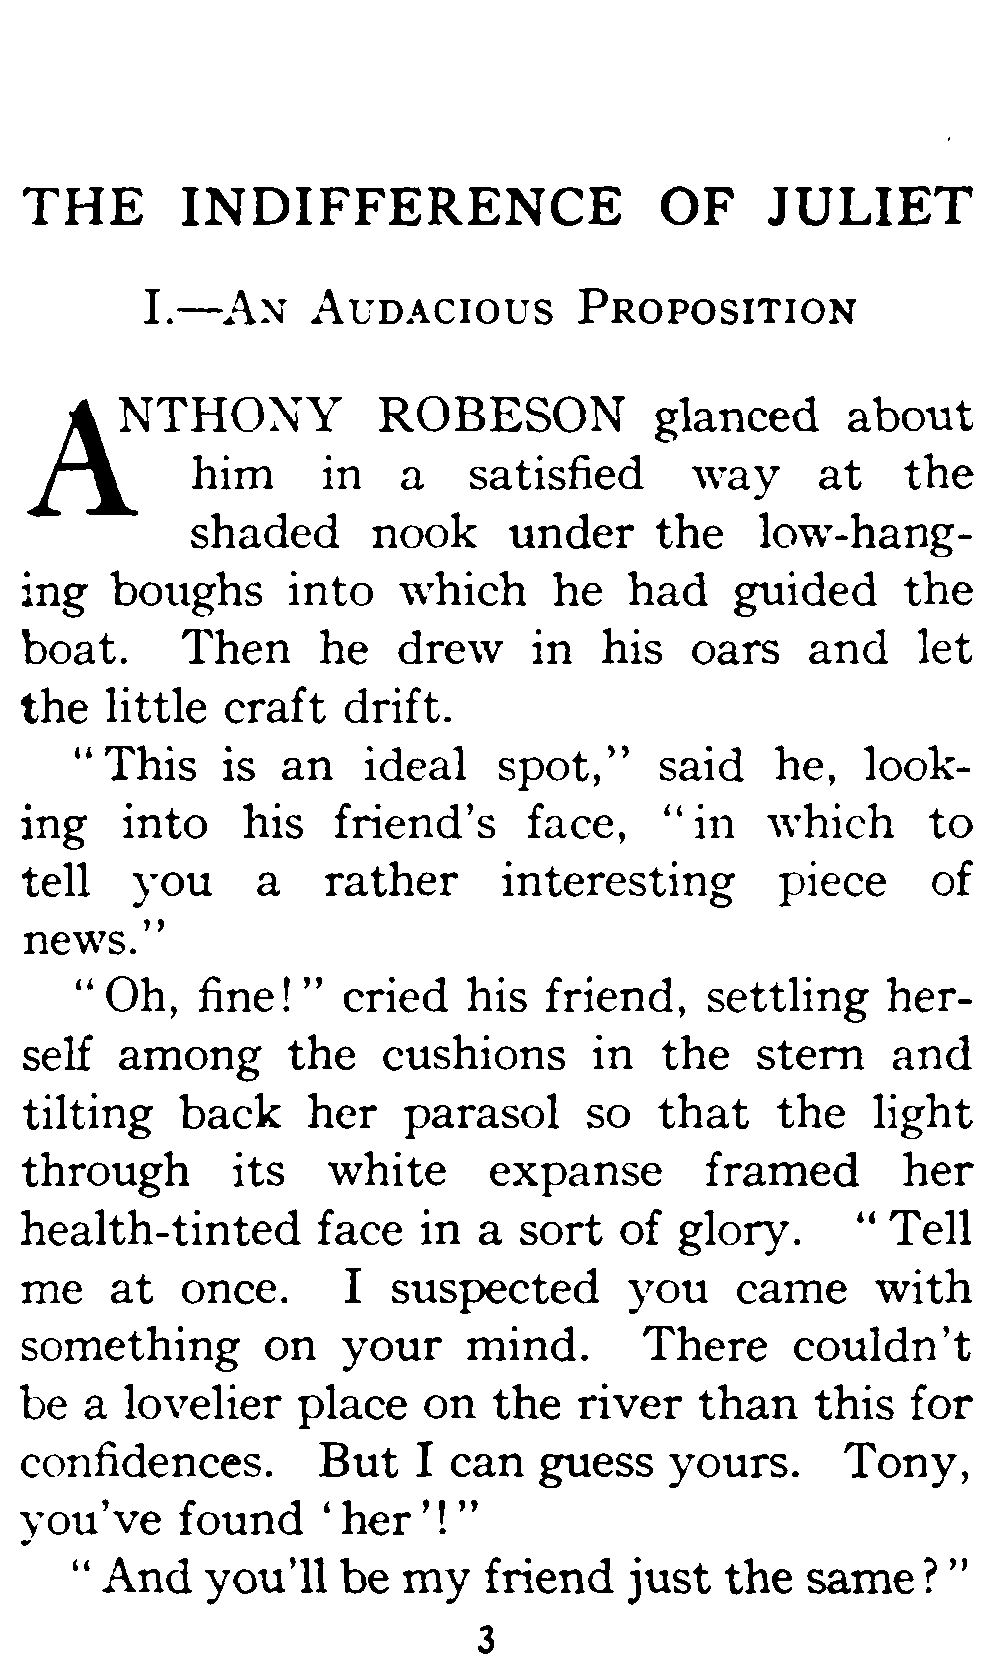 THE INDIFFERENCE OF JULIET
I.—An Audacious Proposition
ANTHONY ROBESON glanced about
him in a satisfied way at the
shaded nook under the low-hang-
ing boughs into which he had guided the
boat. Then he drew in his oars and let
the little craft drift.
“This is an ideal spot,” said he, look-
ing into his friend’s face, “in which to
tell you a rather interesting piece of
news.”
“Oh, fine!” cried his friend, settling her-
self among the cushions in the stern and
tilting back her parasol so that the light
through its white expanse framed her
health-tinted face in a sort of glory. “Tell
me at once. I suspected you came with
something on your mind. There couldn’t
be a lovelier place on the river than this for
confidences. But I can guess yours. Tony,
you’ve found ‘her’!”
“And you’ll be my friend just the same?”
3